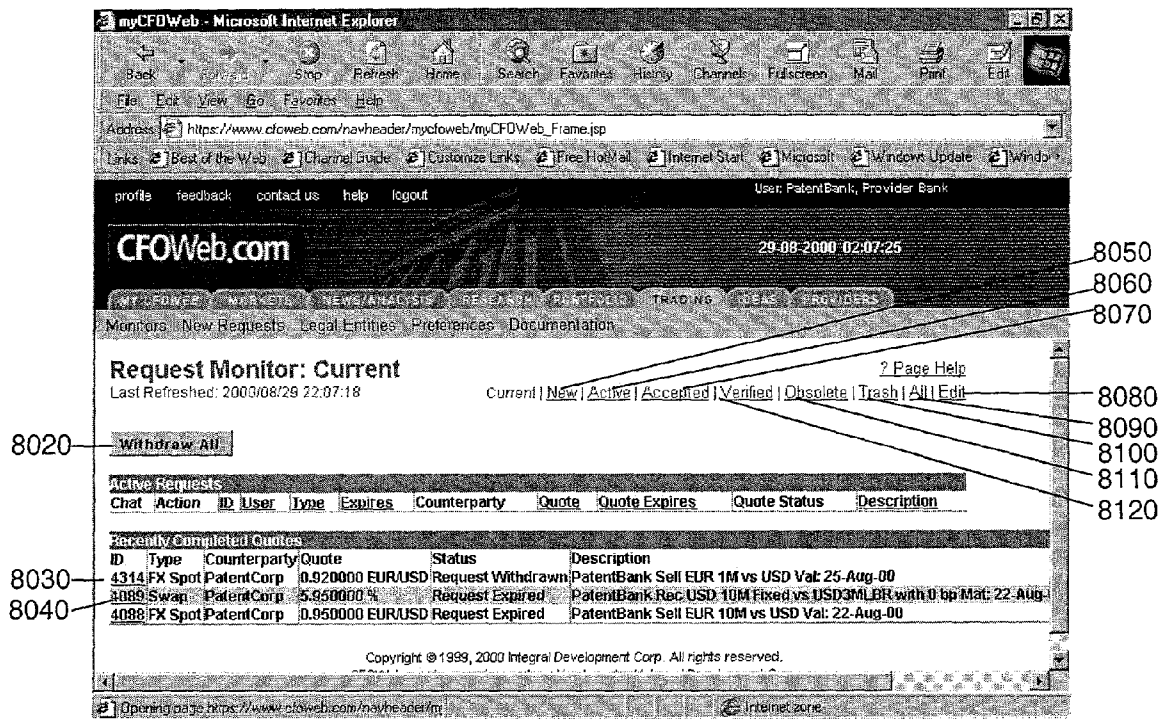 myCFOWeb - Microsoft Internet Explorer
Back Stop Refresh Home Search Favorites History Channels Fullscreen Mail Print Edit
File Edit View Go Favorites Help
Address https://www.cfoweb.com/navheader/mycfoweb/myCFOWeb_Frame.jsp
Links Best of the Web Channel Guide Customize Links Free HotMail Internet Start Microsoft Windows Update Windo
profile feedback contact us help logout User: PatentBank, Provider Bank
CFOWeb.com 29-08-2000 02:07:25
MY CFOWEB MARKETS NEWS/ANALYSIS RESEARCH PORTFOLIO TRADING IDEAS PROVIDERS
Monitors New Requests Legal Entities Preferences Documentation
8050
8060
8070
Request Monitor: Current ? Page Help
Last Refreshed: 2000/08/29 22:07:18 Current | New | Active | Accepted | Verified | Obsolete | Trash | All | Edit
8080
8090
8100
8110
8120
8020 Withdraw All
Active Requests
Chat Action ID User Type Expires Counterparty Quote Quote Expires Quote Status Description
Recently Completed Quotes
ID Type Counterparty Quote Status Description
8030 4314 FX Spot PatentCorp 0.920000 EUR/USD Request Withdrawn PatentBank Sell EUR 1M vs USD Val: 25-Aug-00
8040 4089 Swap PatentCorp 5.950000 % Request Expired PatentBank Rec USD 10M Fixed vs USD3MLBR with 0 bp Mat: 22-Aug-
4088 FX Spot PatentCorp 0.950000 EUR/USD Request Expired PatentBank Sell EUR 10M vs USD Val: 22-Aug-00
Copyright © 1999, 2000 Integral Development Corp. All rights reserved.
Opening page https://www.cfoweb.com/navheader/m Internet zone